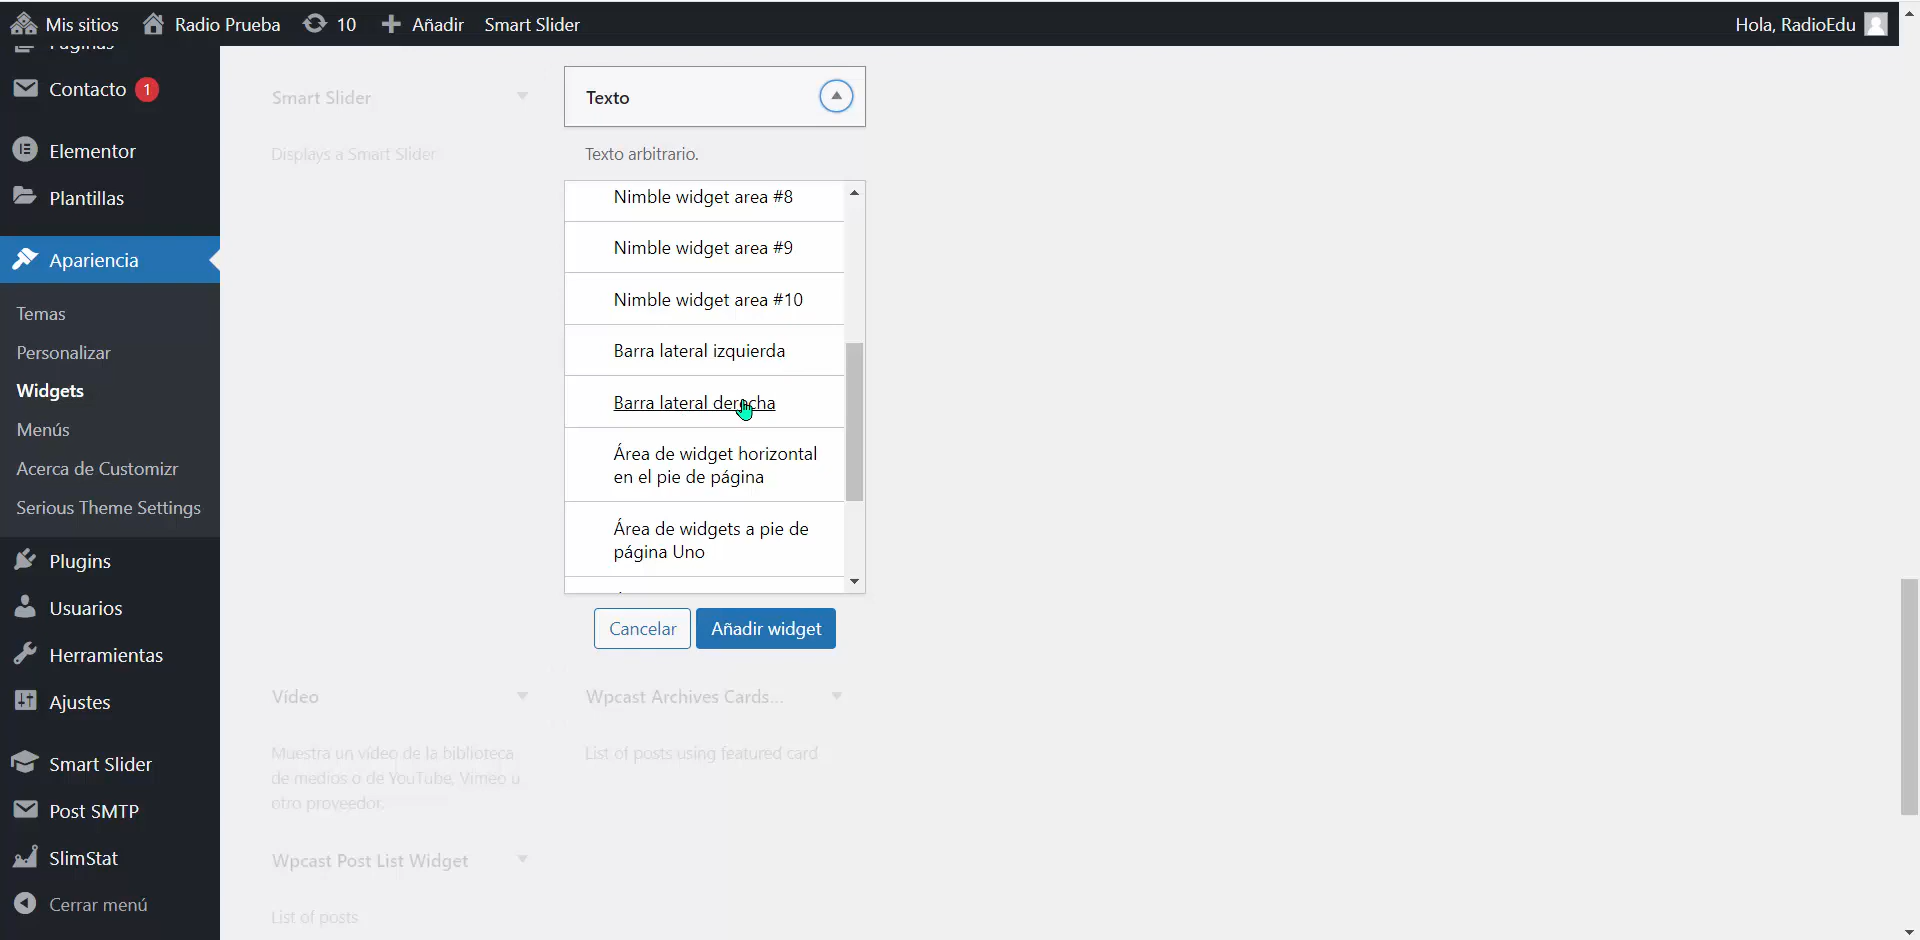 Mis sitios
Radio Prueba
10
Añadir
Smart Slider
Hola, RadioEdu
Páginas
Contacto 1
Elementor
Plantillas
Apariencia
Temas
Personalizar
Widgets
Menús
Acerca de Customizr
Serious Theme Settings
Plugins
Usuarios
Herramientas
Ajustes
Smart Slider
Post SMTP
SlimStat
Cerrar menú
Smart Slider
Displays a Smart Slider
Texto
Texto arbitrario.
Nimble widget area #8
Nimble widget area #9
Nimble widget area #10
Barra lateral izquierda
Barra lateral derecha
Área de widget horizontal
en el pie de página
Área de widgets a pie de
página Uno
Cancelar
Añadir widget
Vídeo
Muestra un vídeo de la biblioteca
de medios o de YouTube, Vimeo u
otro proveedor.
Wpcast Archives Cards...
List of posts using featured card
Wpcast Post List Widget
List of posts